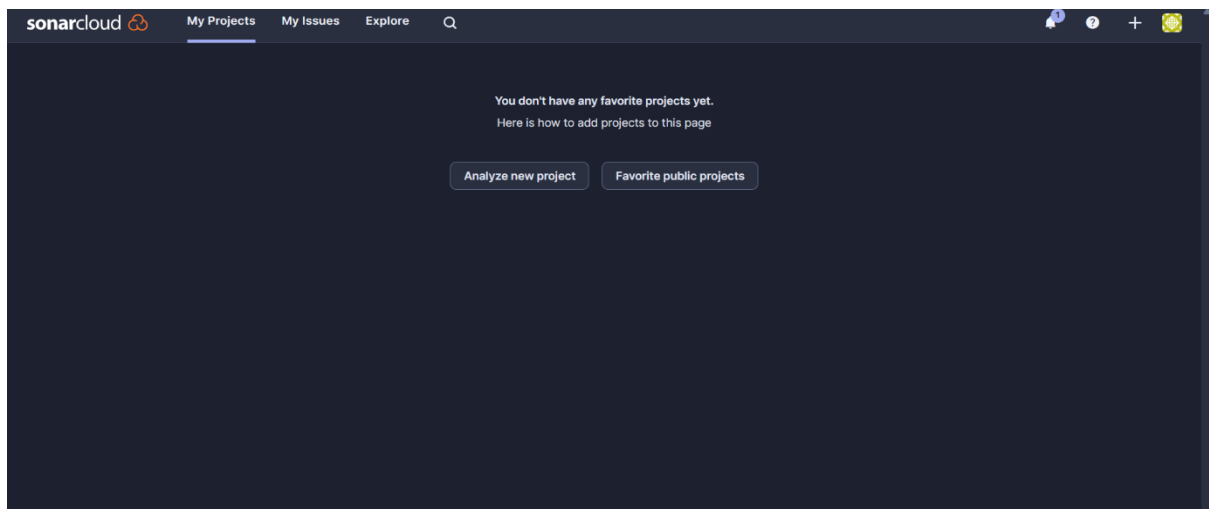 sonarcloud My Projects My Issues Explore 1 ?
You don't have any favorite projects yet.
Here is how to add projects to this page
Analyze new project Favorite public projects